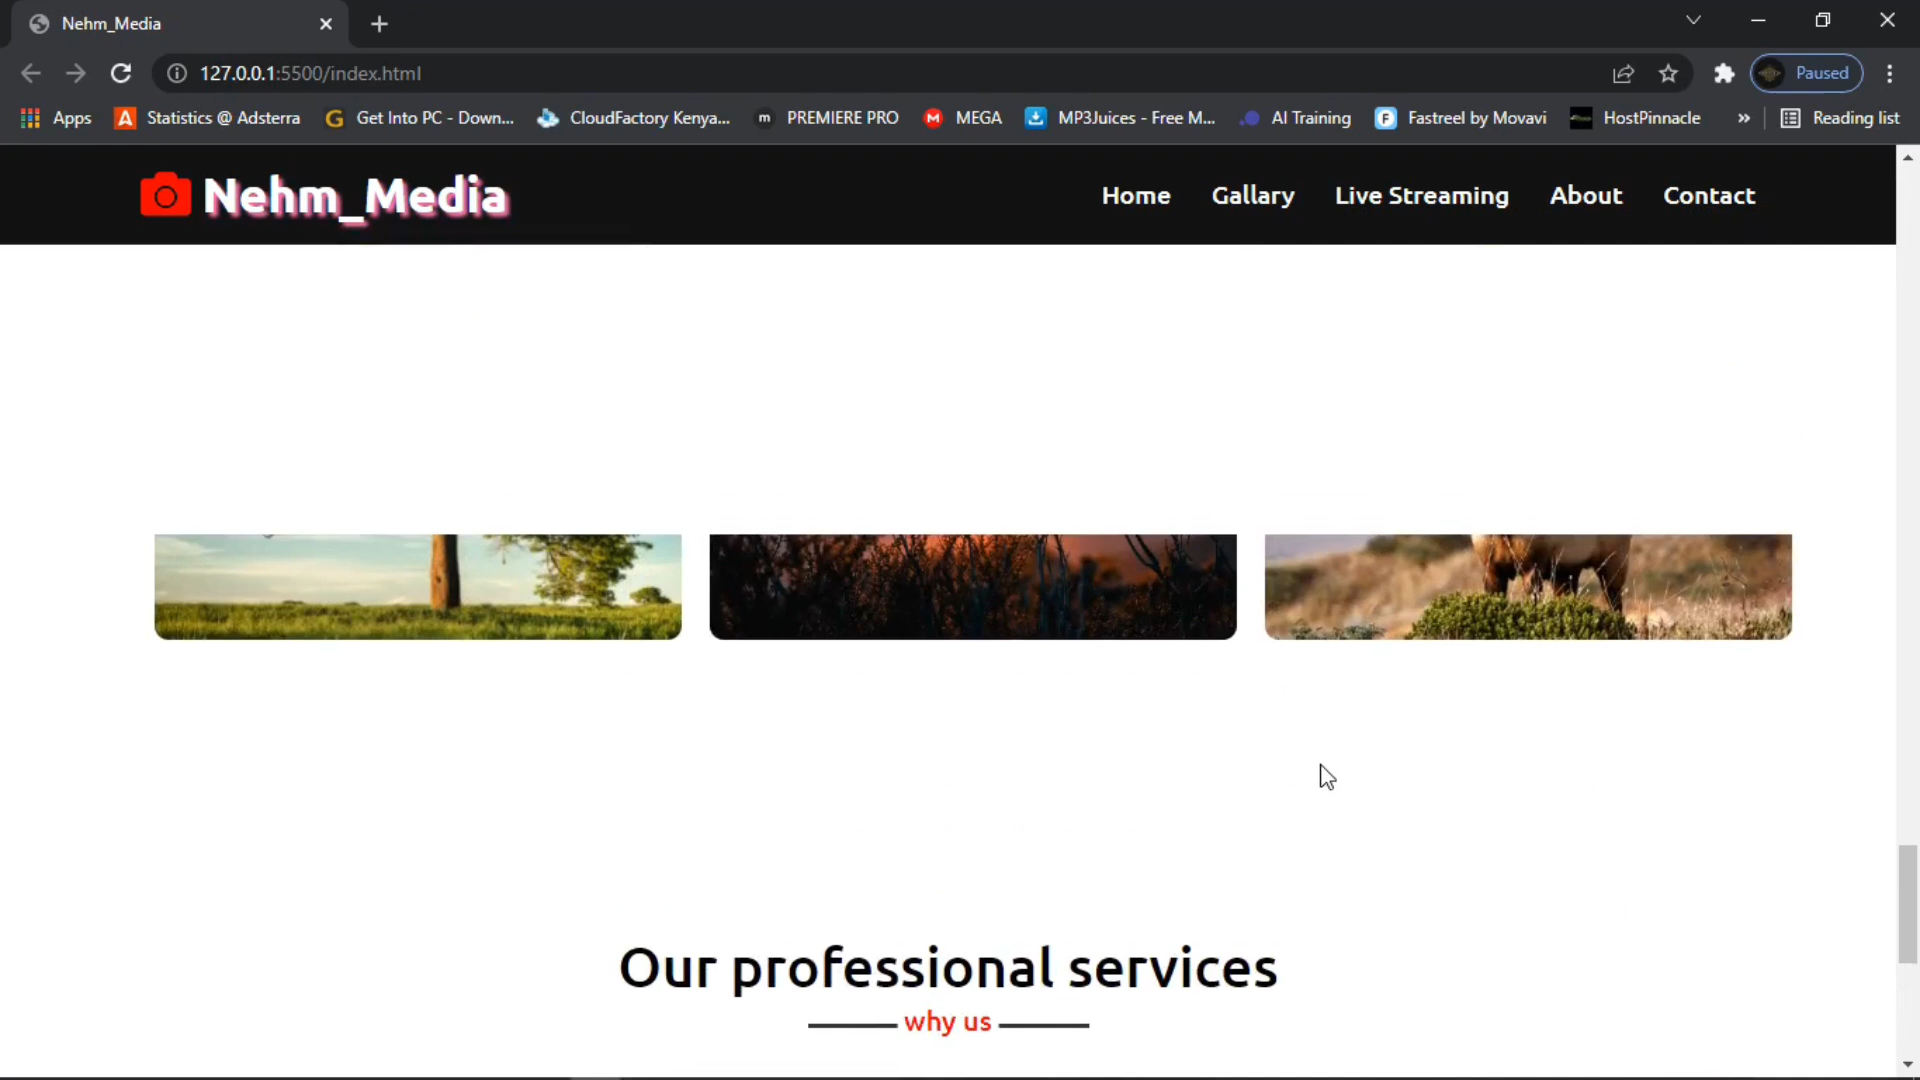 Nehm_Media
127.0.0.1:5500/index.html
Paused
Apps
Statistics @ Adsterra
Get Into PC - Down...
CloudFactory Kenya...
PREMIERE PRO
MEGA
MP3Juices - Free M...
AI Training
Fastreel by Movavi
HostPinnacle
»
Reading list
Nehm_Media
Home
Gallary
Live Streaming
About
Contact
Our professional services
why us